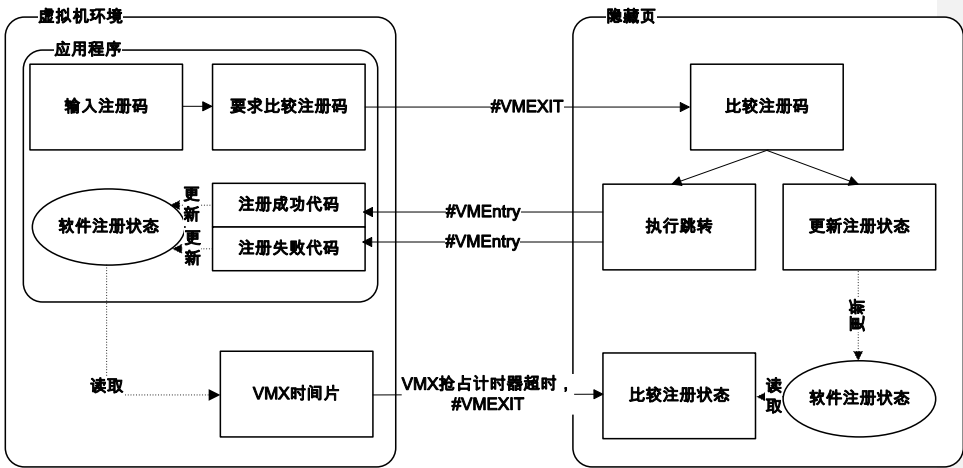 虚拟机环境
隐藏页
应用程序
输入注册码
要求比较注册码
#VMEXIT
比较注册码
更新
注册成功代码
#VMEntry
执行跳转
更新注册状态
软件注册状态
更新
注册失败代码
#VMEntry
更新
读取
VMX时间片
VMX抢占计时器超时，
#VMEXIT
比较注册状态
读取
软件注册状态